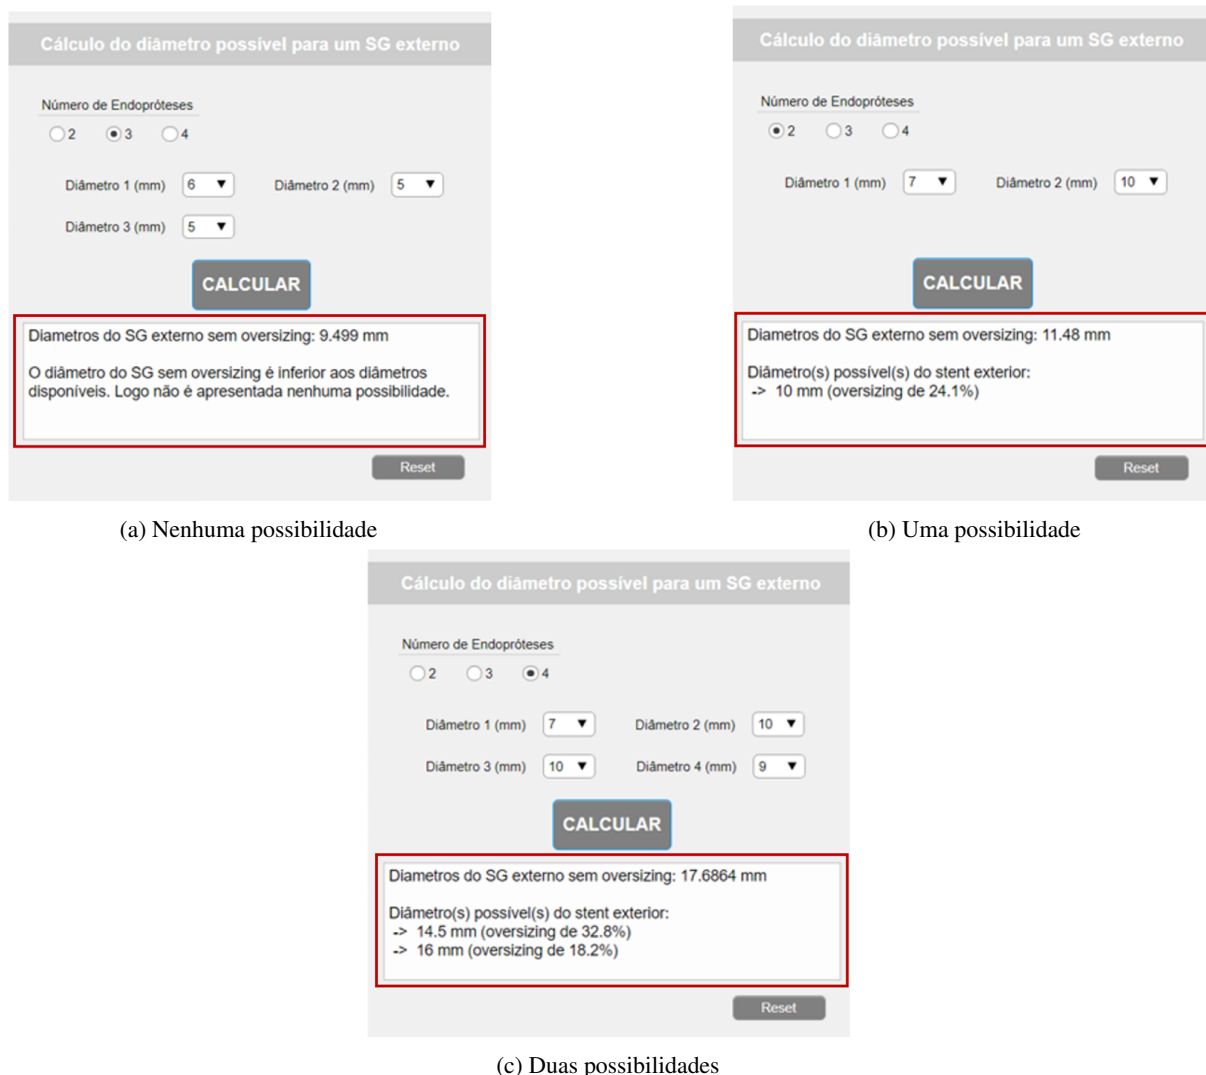 Cálculo do diâmetro possível para um SG externo
Número de Endopróteses
2 3 4
Diâmetro 1 (mm) 6 Diâmetro 2 (mm) 5
Diâmetro 3 (mm) 5
CALCULAR
Diametros do SG externo sem oversizing: 9.499 mm
O diâmetro do SG sem oversizing é inferior aos diâmetros
disponíveis. Logo não é apresentada nenhuma possibilidade.
Reset
(a) Nenhuma possibilidade
Cálculo do diâmetro possível para um SG externo
Número de Endopróteses
2 3 4
Diâmetro 1 (mm) 7 Diâmetro 2 (mm) 10
CALCULAR
Diametros do SG externo sem oversizing: 11.48 mm
Diâmetro(s) possível(s) do stent exterior:
-> 10 mm (oversizing de 24.1%)
Reset
(b) Uma possibilidade
Cálculo do diâmetro possível para um SG externo
Número de Endopróteses
2 3 4
Diâmetro 1 (mm) 7 Diâmetro 2 (mm) 10
Diâmetro 3 (mm) 10 Diâmetro 4 (mm) 9
CALCULAR
Diametros do SG externo sem oversizing: 17.6864 mm
Diâmetro(s) possível(s) do stent exterior:
-> 14.5 mm (oversizing de 32.8%)
-> 16 mm (oversizing de 18.2%)
Reset
(c) Duas possibilidades